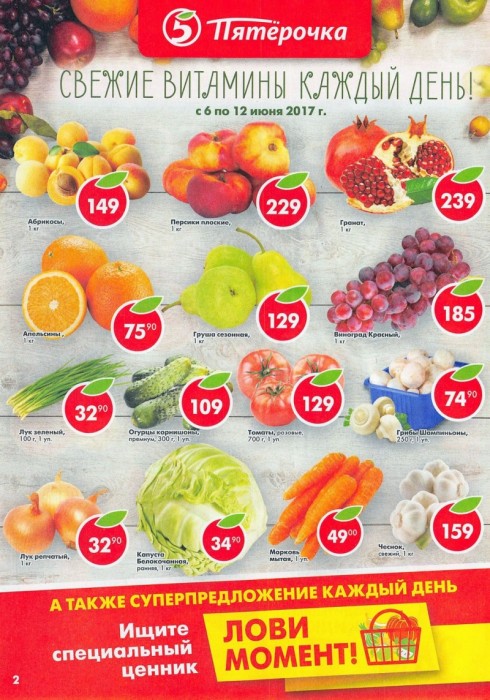 5 Пятёрочка
СВЕЖИЕ ВИТАМИНЫ КАЖДЫЙ ДЕНЬ!
с 6 по 12 июня 2017 г.
149
Абрикосы,
1 кг
229
Персики плоские,
1 кг
239
Гранат,
1 кг
75 90
Апельсины,
1 кг
129
Груша сезонная,
1 кг
185
Виноград Красный,
1 кг
32 90
Лук зеленый,
100 г, 1 уп.
109
Огурцы корнишоны,
премиум, 300 г, 1 уп.
129
Томаты, розовые,
700 г, 1 уп.
74 90
Грибы Шампиньоны,
250 г, 1 уп.
32 90
Лук репчатый,
1 кг
34 90
Капуста
Белокочанная,
ранняя, 1 кг
49 00
Морковь
мытая, 1 уп.
159
Чеснок,
свежий, 1 кг
А ТАКЖЕ СУПЕРПРЕДЛОЖЕНИЕ КАЖДЫЙ ДЕНЬ
Ищите
специальный
ценник
ЛОВИ
МОМЕНТ!
2